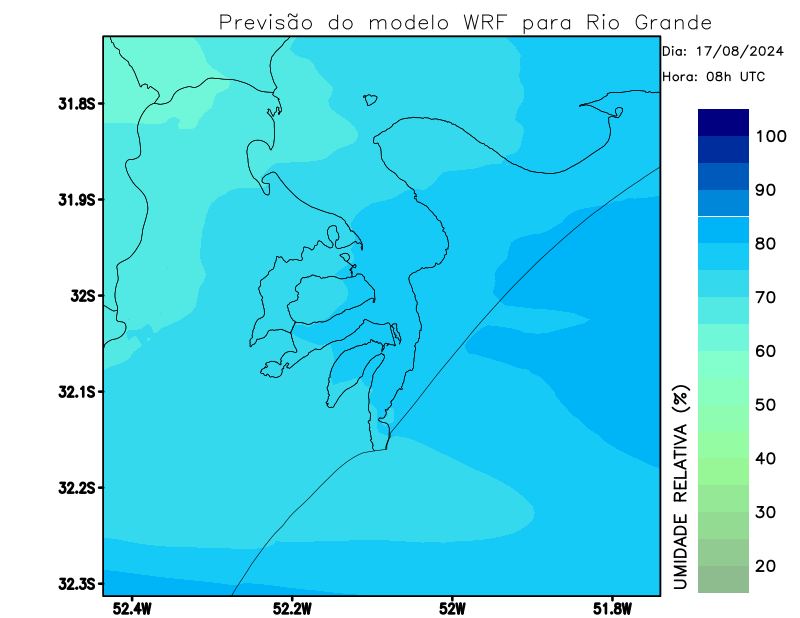 Previsão do modelo WRF para Rio Grande
Dia: 17/08/2024
Hora: 08h UTC
31.8S
31.9S
32S
32.1S
32.2S
32.3S
52.4W
52.2W
52W
51.8W
100
90
80
70
60
50
40
30
20
UMIDADE RELATIVA (%)